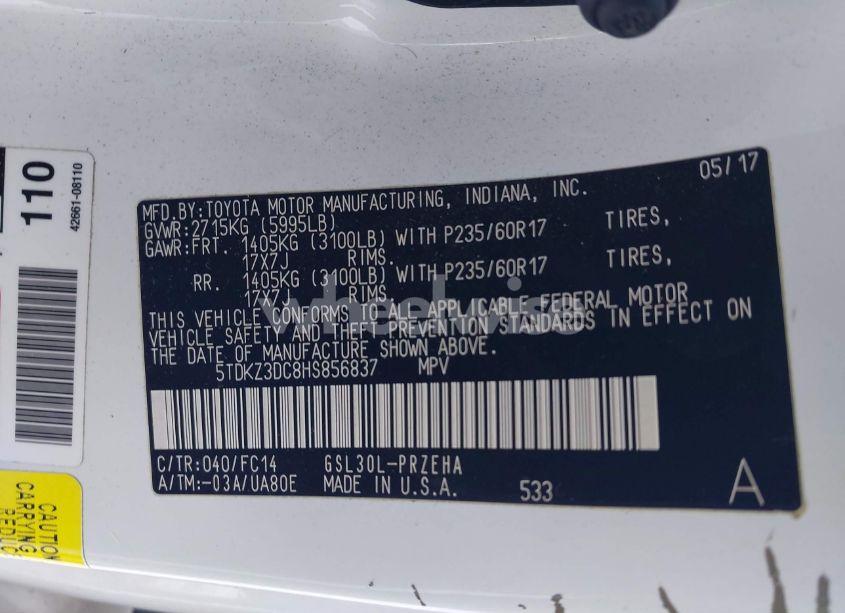 MFD.BY:TOYOTA MOTOR MANUFACTURING, INDIANA, INC. 05/17
GVWR:2715KG (5995LB)
GAWR:FRT. 1405KG (3100LB) WITH P235/60R17 TIRES,
17X7J RIMS.
RR. 1405KG (3100LB) WITH P235/60R17 TIRES,
17X7J RIMS.
THIS VEHICLE CONFORMS TO ALL APPLICABLE FEDERAL MOTOR
VEHICLE SAFETY AND THEFT PREVENTION STANDARDS IN EFFECT ON
THE DATE OF MANUFACTURE SHOWN ABOVE.
5TDKZ3DC8HS856837 MPV
C/TR:040/FC14 GSL30L-PRZEHA
A/TM:-03A/UA80E MADE IN U.S.A. 533 A
110
42661-08110
CAUTION
CARRYING
wheelwise